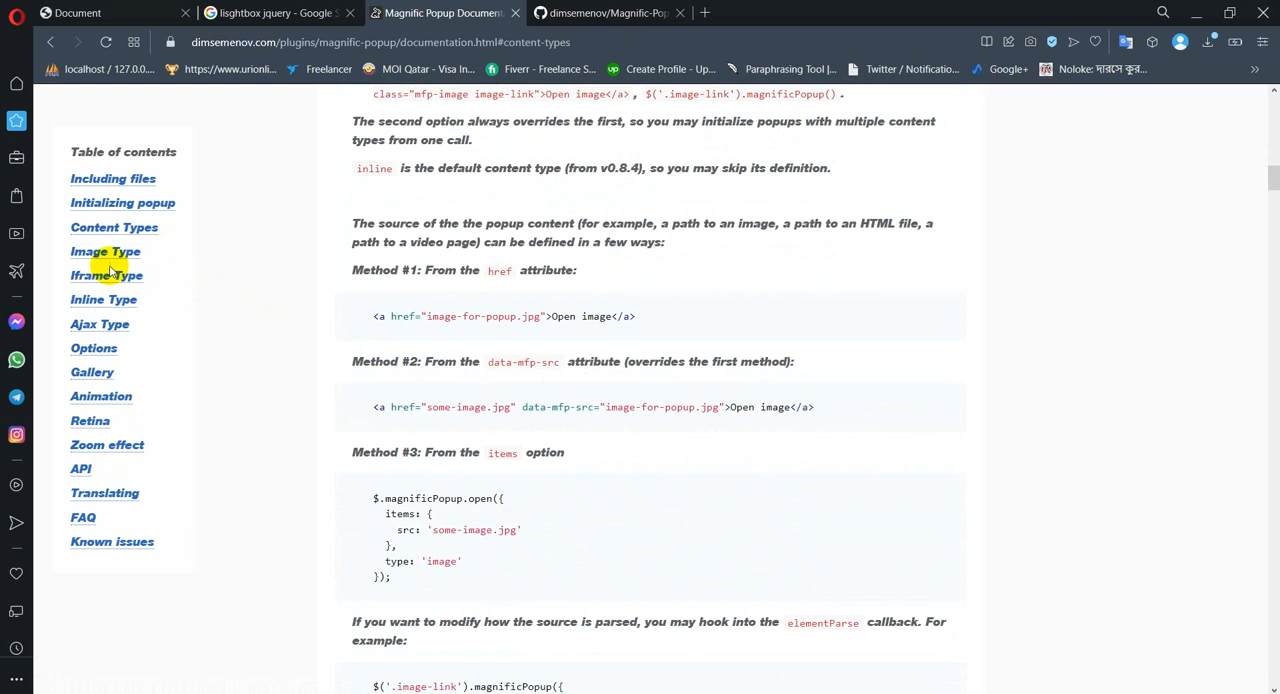 Document
lisghtbox jquery - Google S
Magnific Popup Document
dimsemenov/Magnific-Pop
dimsemenov.com/plugins/magnific-popup/documentation.html#content-types
localhost / 127.0.0....
https://www.urionli...
Freelancer
MOI Qatar - Visa In...
Fiverr - Freelance S...
Create Profile - Up...
Paraphrasing Tool |...
Twitter / Notificatio...
Google+
Noloke: দারসে কুর...
Table of contents
Including files
Initializing popup
Content Types
Image Type
Iframe Type
Inline Type
Ajax Type
Options
Gallery
Animation
Retina
Zoom effect
API
Translating
FAQ
Known issues
class="mfp-image image-link">Open image</a>, $('.image-link').magnificPopup() .
The second option always overrides the first, so you may initialize popups with multiple content
types from one call.
inline is the default content type (from v0.8.4), so you may skip its definition.
The source of the the popup content (for example, a path to an image, a path to an HTML file, a
path to a video page) can be defined in a few ways:
Method #1: From the href attribute:
<a href="image-for-popup.jpg">Open image</a>
Method #2: From the data-mfp-src attribute (overrides the first method):
<a href="some-image.jpg" data-mfp-src="image-for-popup.jpg">Open image</a>
Method #3: From the items option
$.magnificPopup.open({
items: {
src: 'some-image.jpg'
},
type: 'image'
});
If you want to modify how the source is parsed, you may hook into the elementParse callback. For
example:
$('.image-link').magnificPopup({